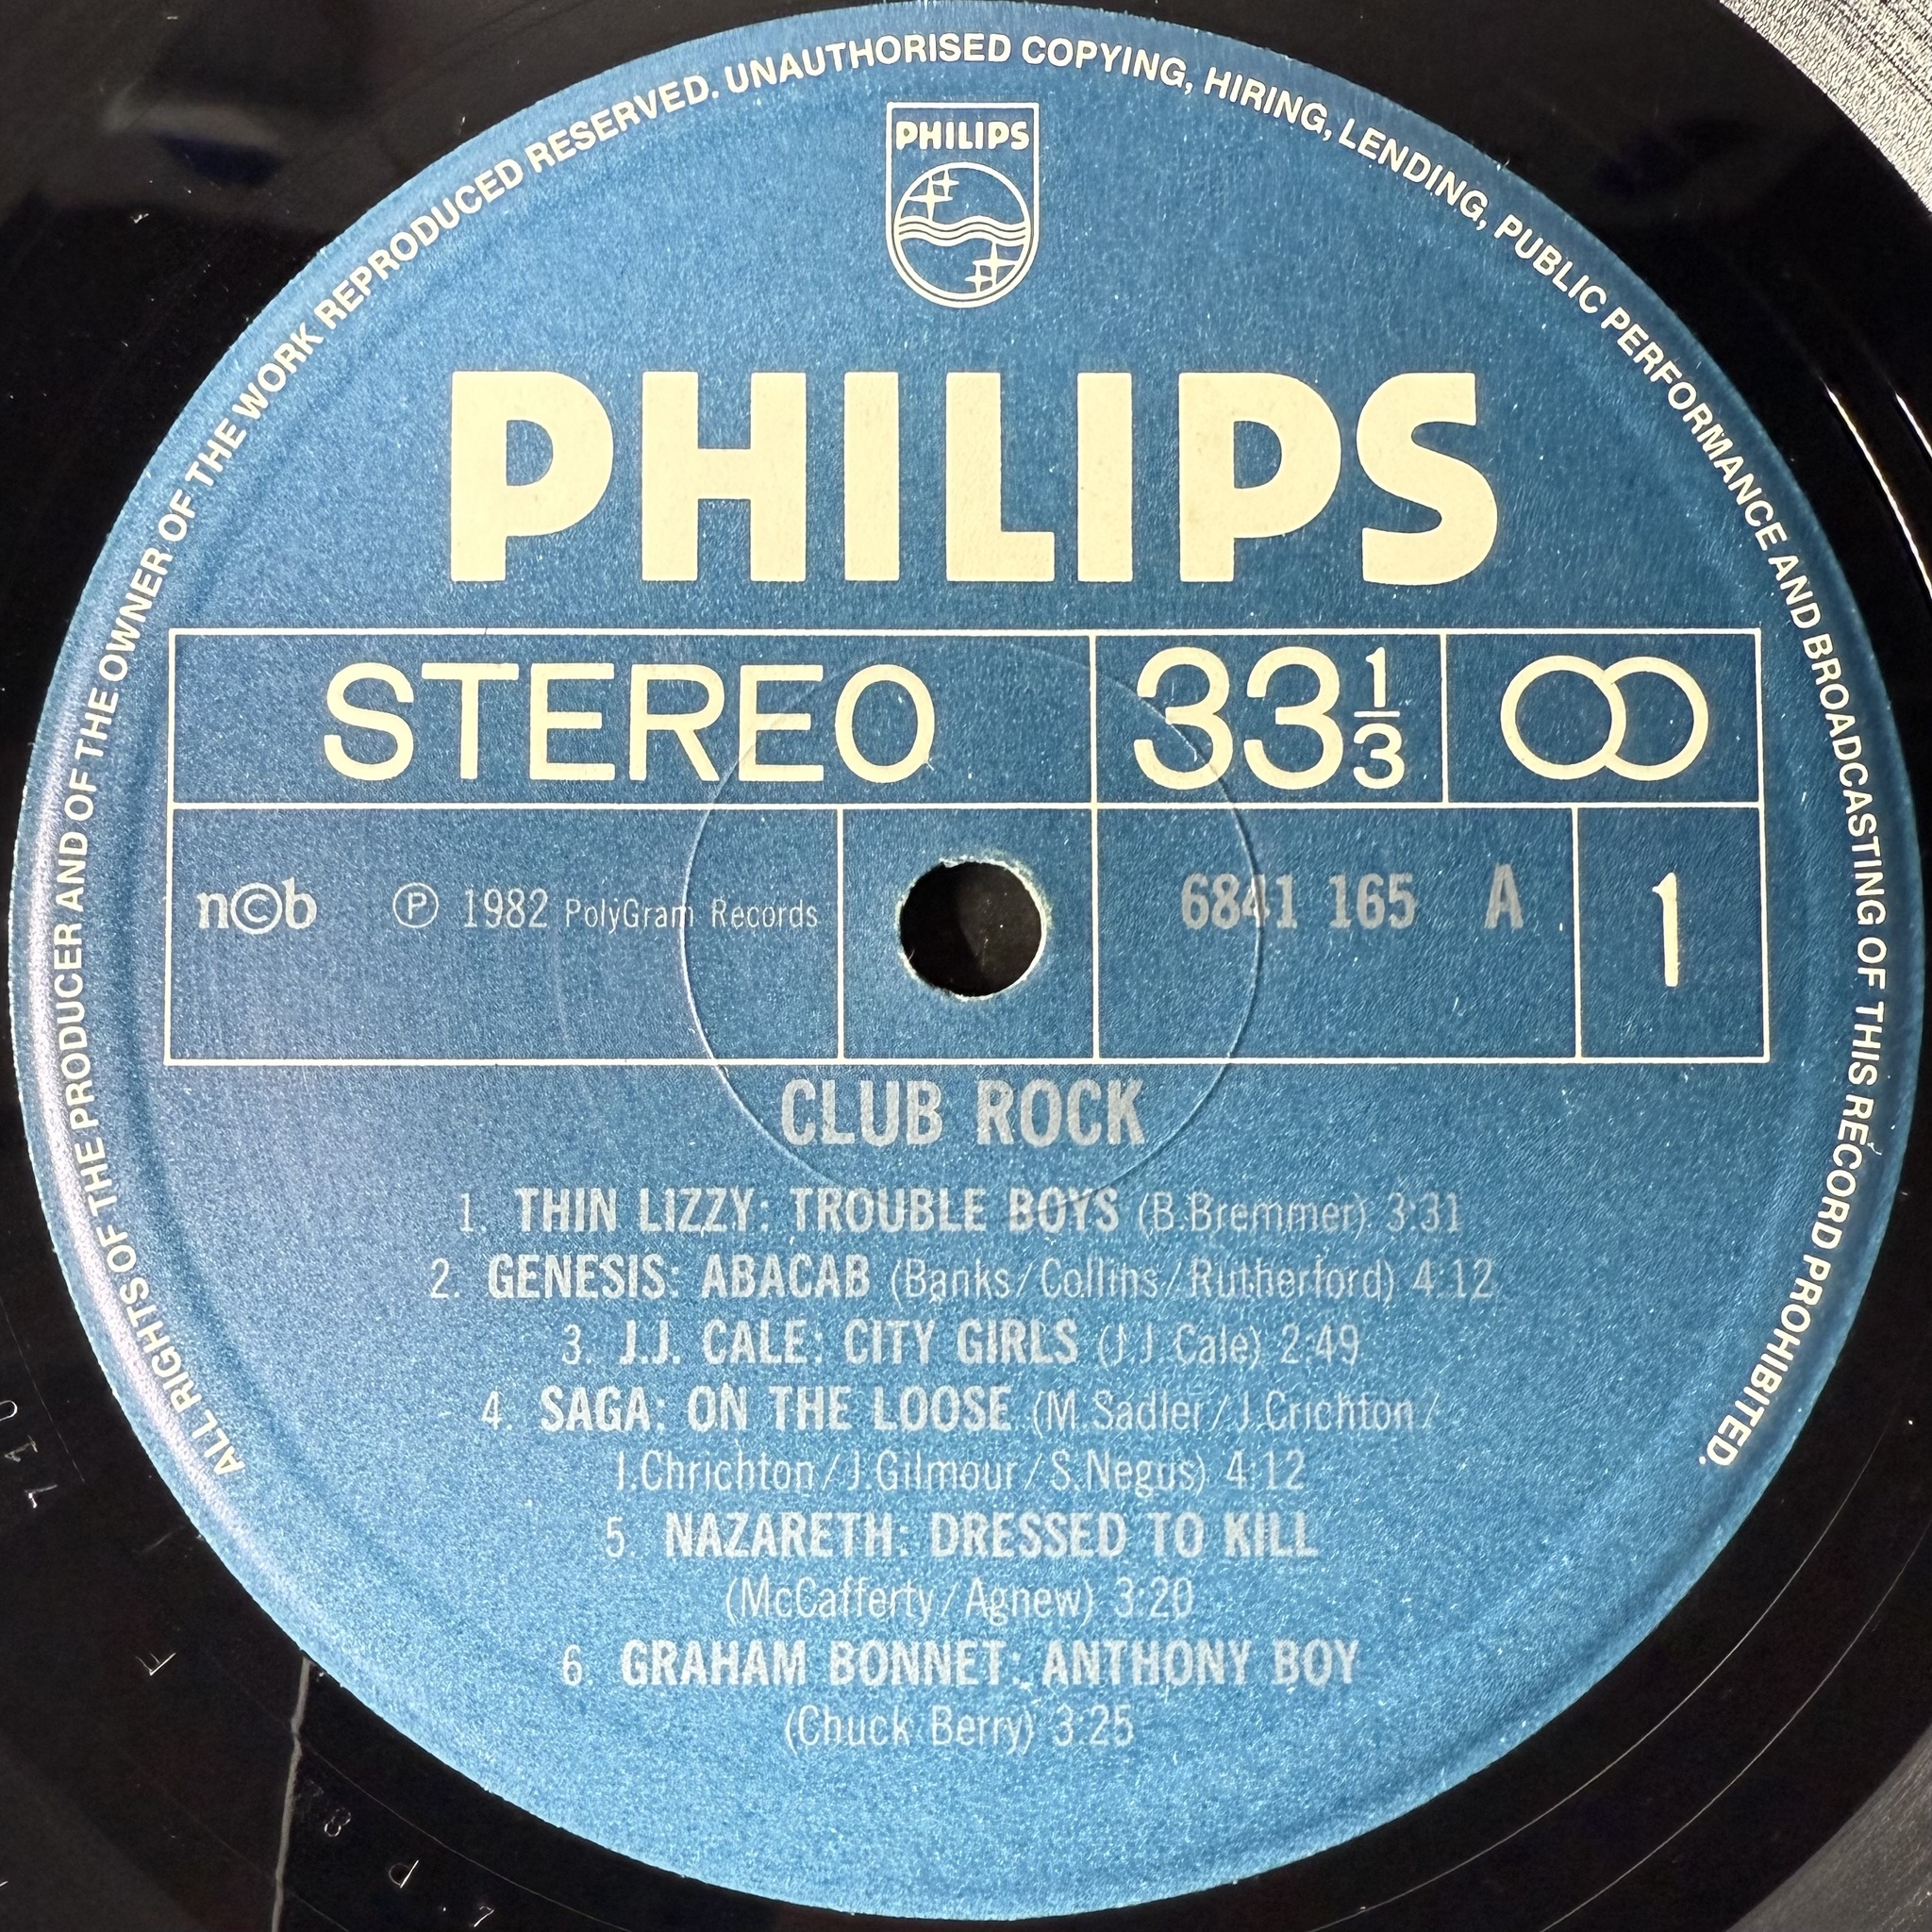 ALL RIGHTS OF THE PRODUCER AND OF THE OWNER OF THE WORK REPRODUCED RESERVED. UNAUTHORISED COPYING, HIRING, LENDING, PUBLIC PERFORMANCE AND BROADCASTING OF THIS RECORD PROHIBITED.
PHILIPS
PHILIPS
STEREO 33 1/3
n©b ℗ 1982 PolyGram Records 6841 165 A 1
CLUB ROCK
1. THIN LIZZY: TROUBLE BOYS (B.Bremmer) 3:31
2. GENESIS: ABACAB (Banks/Collins/Rutherford) 4:12
3. J.J. CALE: CITY GIRLS (J.J.Cale) 2:49
4. SAGA: ON THE LOOSE (M.Sadler/J.Crichton/
I.Chrichton/J.Gilmour/S.Negus) 4:12
5. NAZARETH: DRESSED TO KILL
(McCafferty/Agnew) 3:20
6. GRAHAM BONNET: ANTHONY BOY
(Chuck Berry) 3:25